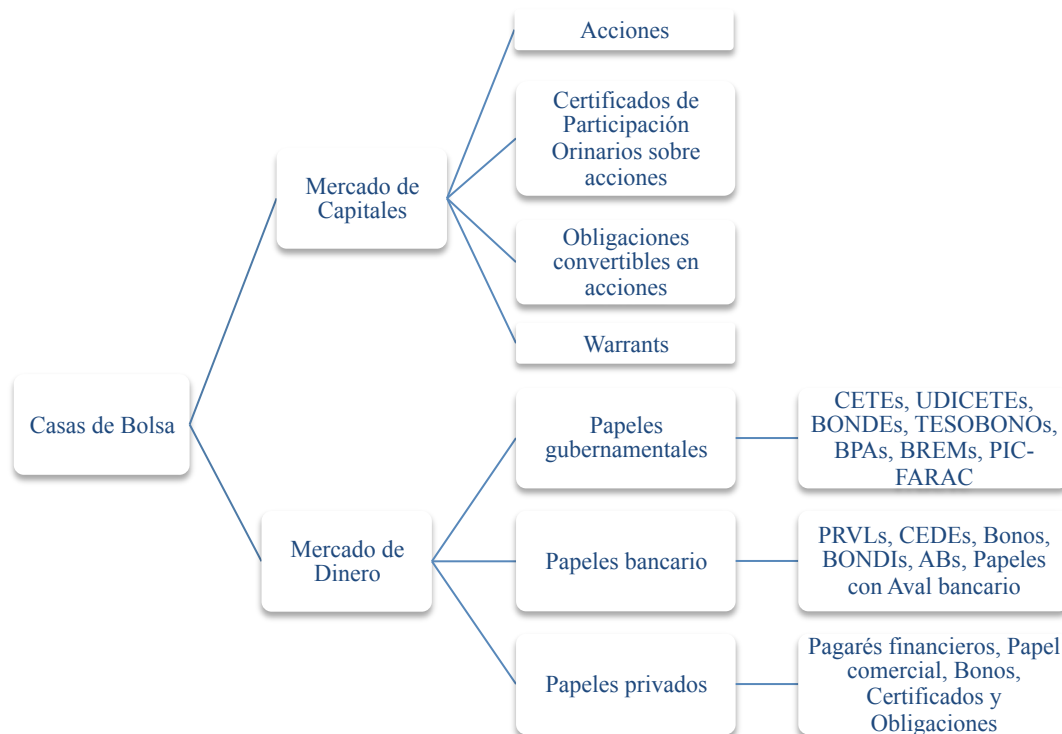 Acciones
Certificados de
Participación
Orinarios sobre
acciones
Mercado de
Capitales
Obligaciones
convertibles en
acciones
Warrants
Casas de Bolsa
Papeles
gubernamentales
CETEs, UDICETEs,
BONDEs, TESOBONOs,
BPAs, BREMs, PIC-
FARAC
Mercado de
Dinero
Papeles bancario
PRVLs, CEDEs, Bonos,
BONDIs, ABs, Papeles
con Aval bancario
Papeles privados
Pagarés financieros, Papel
comercial, Bonos,
Certificados y
Obligaciones